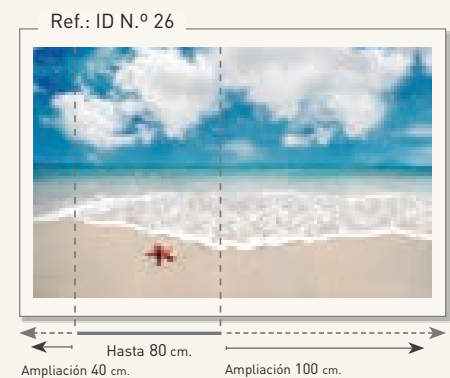 Ref.: ID N.º 26
Hasta 80 cm.
Ampliación 40 cm.
Ampliación 100 cm.